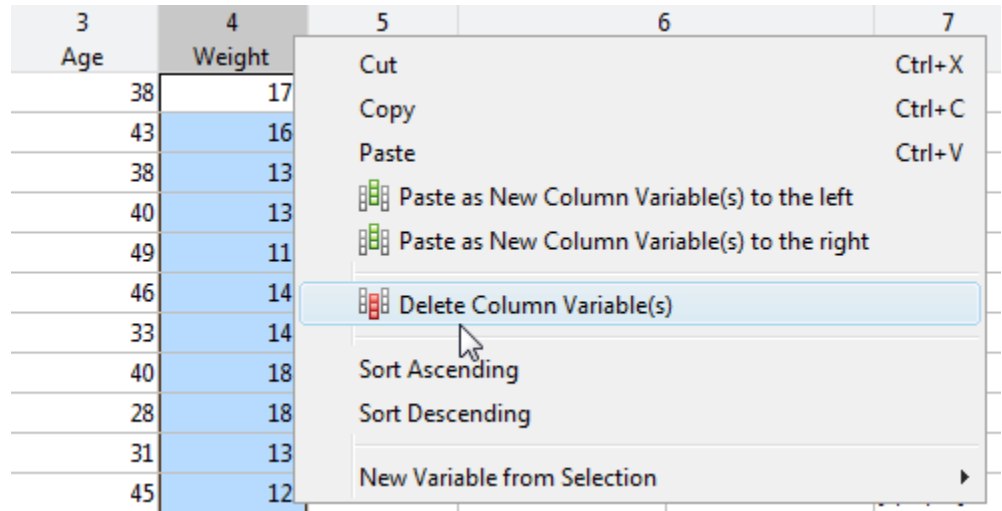 3 4 5 6 7
Age Weight
Cut Ctrl+X
38 17
Copy Ctrl+C
43 16
Paste Ctrl+V
38 13
Paste as New Column Variable(s) to the left
40 13
Paste as New Column Variable(s) to the right
49 11
46 14
Delete Column Variable(s)
33 14
40 18
Sort Ascending
28 18
Sort Descending
31 13
New Variable from Selection
45 12